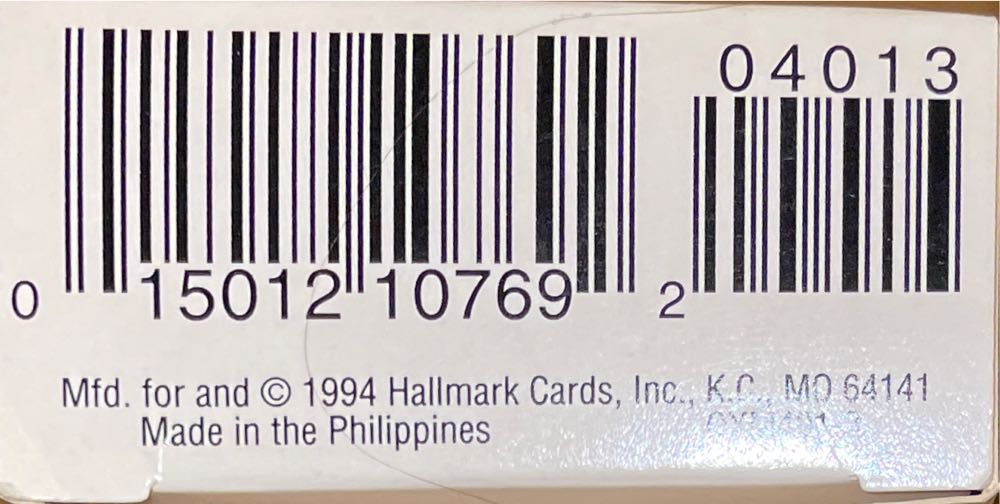 04013
0 15012 10769 2
Mfd. for and © 1994 Hallmark Cards, Inc., K.C., MO 64141
Made in the Philippines